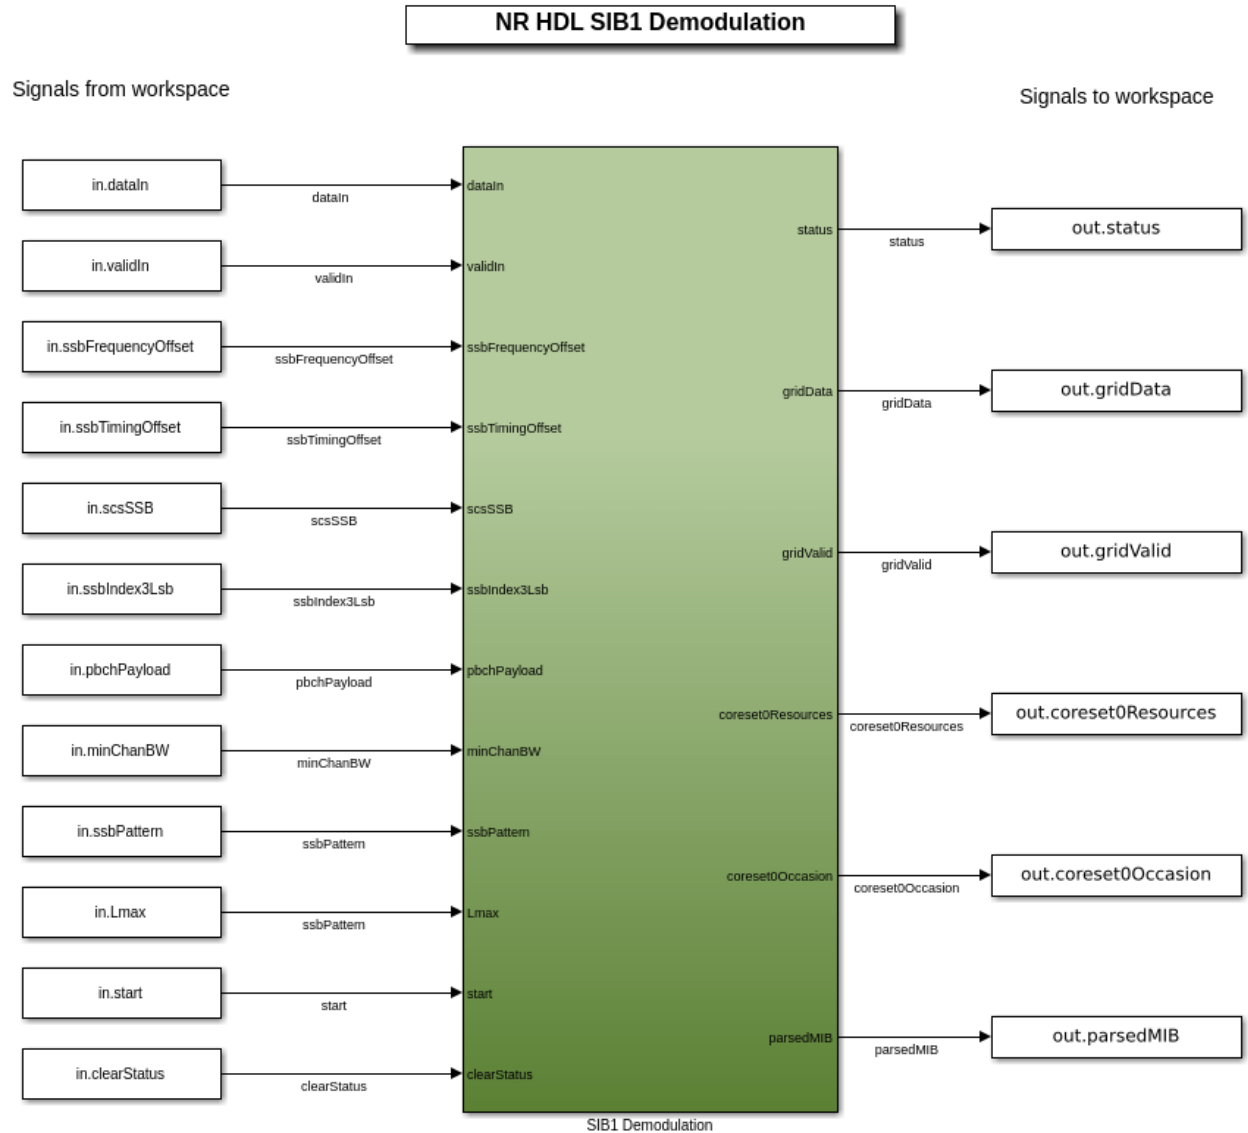 NR HDL SIB1 Demodulation
Signals from workspace
Signals to workspace
in.dataIn
dataIn
dataIn
in.validIn
validIn
validIn
in.ssbFrequencyOffset
ssbFrequencyOffset
ssbFrequencyOffset
in.ssbTimingOffset
ssbTimingOffset
ssbTimingOffset
in.scsSSB
scsSSB
scsSSB
in.ssbIndex3Lsb
ssbIndex3Lsb
ssbIndex3Lsb
in.pbchPayload
pbchPayload
pbchPayload
in.minChanBW
minChanBW
minChanBW
in.ssbPattern
ssbPattern
ssbPattern
in.Lmax
ssbPattern
Lmax
in.start
start
start
in.clearStatus
clearStatus
clearStatus
status
status
out.status
gridData
gridData
out.gridData
gridValid
gridValid
out.gridValid
coreset0Resources
coreset0Resources
out.coreset0Resources
coreset0Occasion
coreset0Occasion
out.coreset0Occasion
parsedMIB
parsedMIB
out.parsedMIB
SIB1 Demodulation